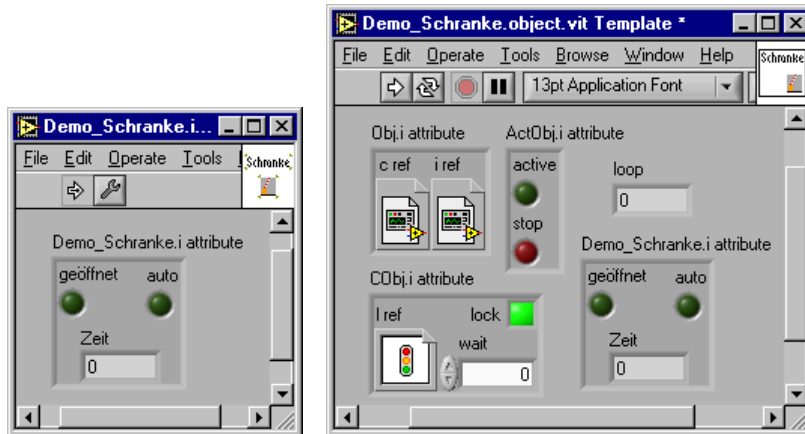 Demo_Schranke.i...
File Edit Operate Tools
Schranke
Demo_Schranke.i attribute
geöffnet auto
Zeit
0
Demo_Schranke.object.vit Template *
File Edit Operate Tools Browse Window Help
Schranke
13pt Application Font
Obj.i attribute
ActObj.i attribute
c ref i ref
active
loop
0
stop
Demo_Schranke.i attribute
CObj.i attribute
geöffnet auto
l ref lock
wait
Zeit
0
0